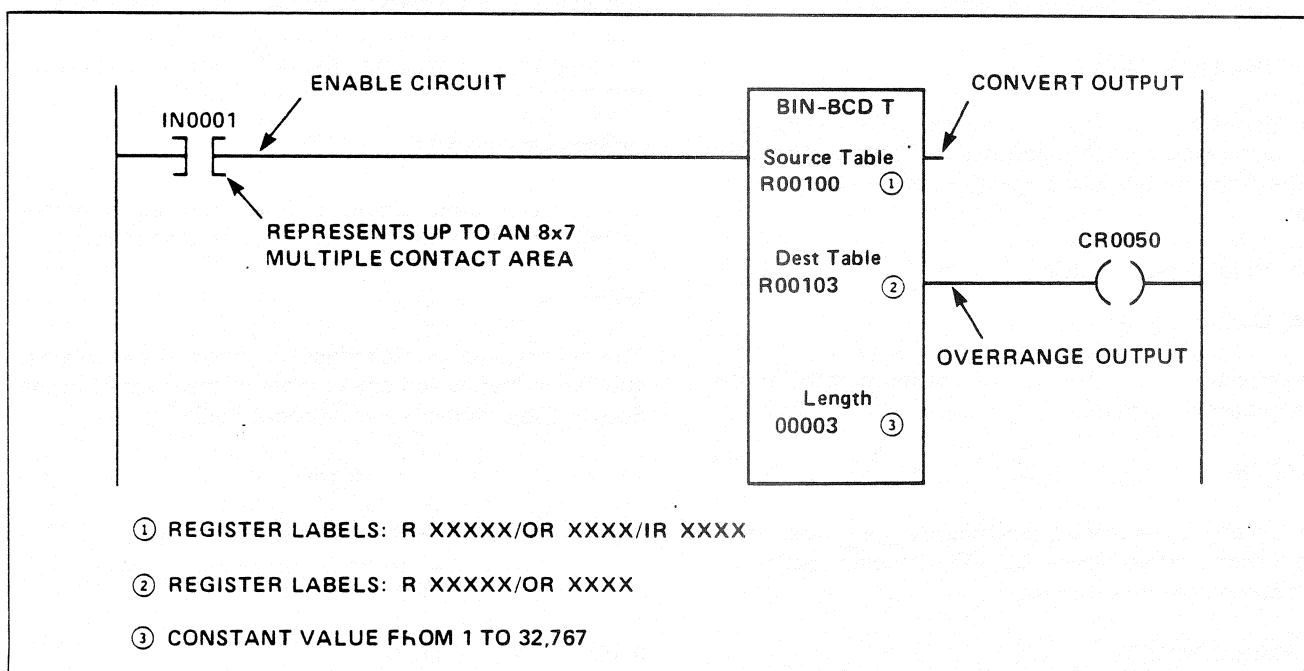 ENABLE CIRCUIT
CONVERT OUTPUT
IN0001
BIN-BCD T
Source Table
R00100 ①
REPRESENTS UP TO AN 8x7
MULTIPLE CONTACT AREA
Dest Table
R00103 ②
CR0050
OVERRANGE OUTPUT
Length
00003 ③
① REGISTER LABELS: R XXXXX/OR XXXX/IR XXXX
② REGISTER LABELS: R XXXXX/OR XXXX
③ CONSTANT VALUE FROM 1 TO 32,767